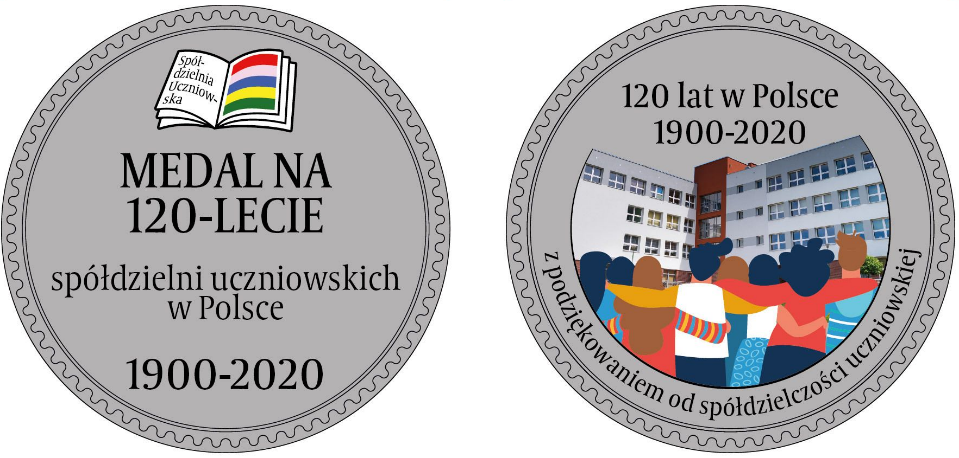 Spół-
dzielnia
Uczniow-
ska
MEDAL NA
120-LECIE
spółdzielni uczniowskich
w Polsce
1900-2020
120 lat w Polsce
1900-2020
z podziękowaniem od spółdzielczości uczniowskiej